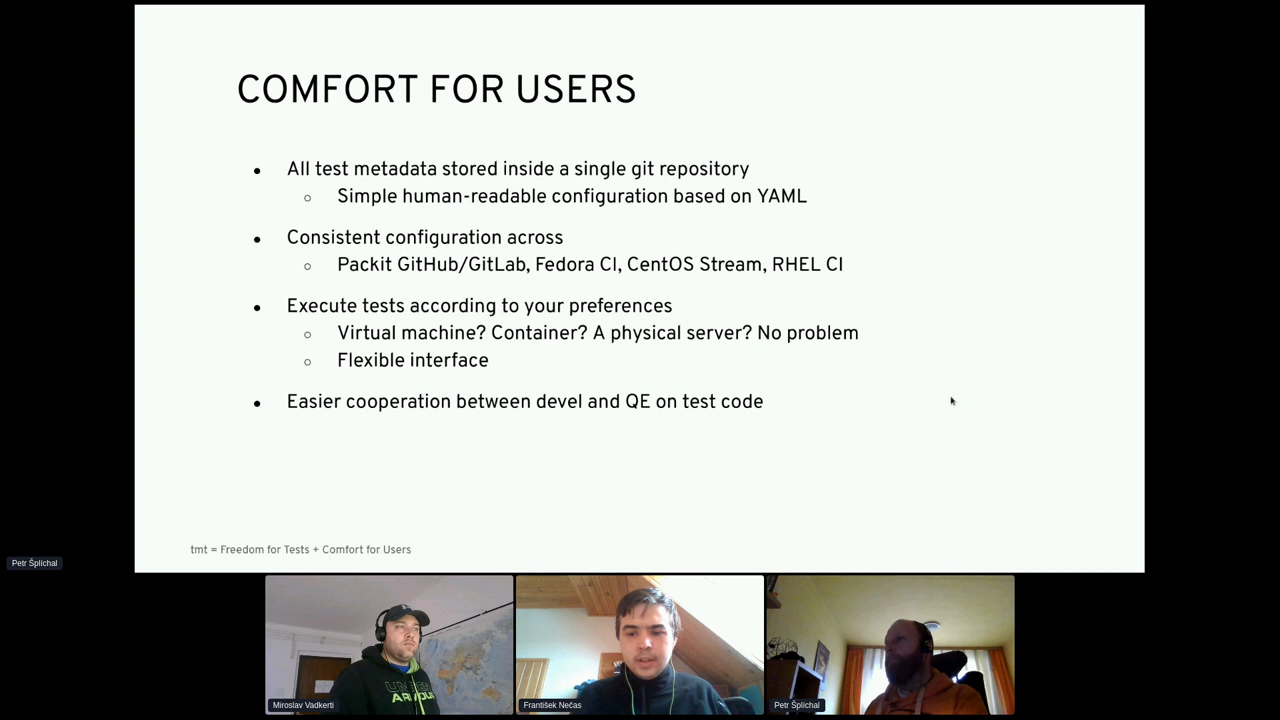 COMFORT FOR USERS
● All test metadata stored inside a single git repository
○ Simple human-readable configuration based on YAML
● Consistent configuration across
○ Packit GitHub/GitLab, Fedora CI, CentOS Stream, RHEL CI
● Execute tests according to your preferences
○ Virtual machine? Container? A physical server? No problem
○ Flexible interface
● Easier cooperation between devel and QE on test code
tmt = Freedom for Tests + Comfort for Users
Petr Šplíchal
Miroslav Vadkerti
František Nečas
Petr Šplíchal